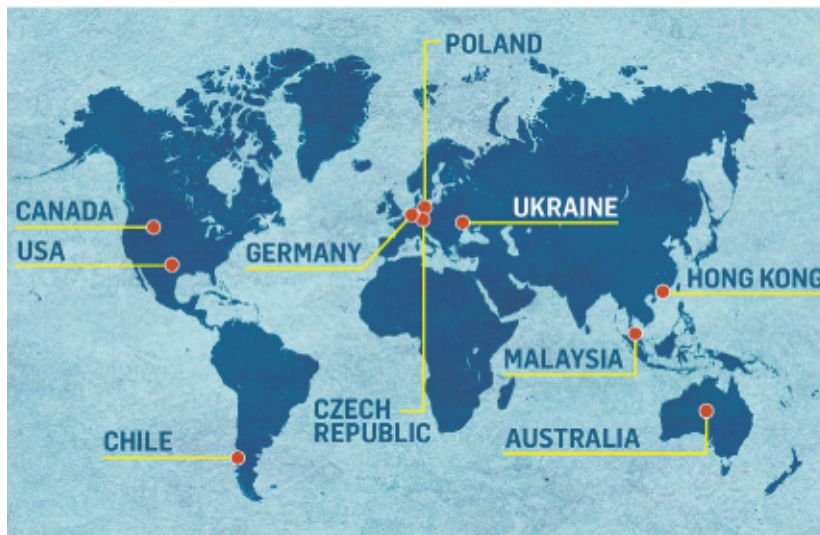 POLAND
CANADA
UKRAINE
USA
GERMANY
HONG KONG
MALAYSIA
CZECH
REPUBLIC
CHILE
AUSTRALIA